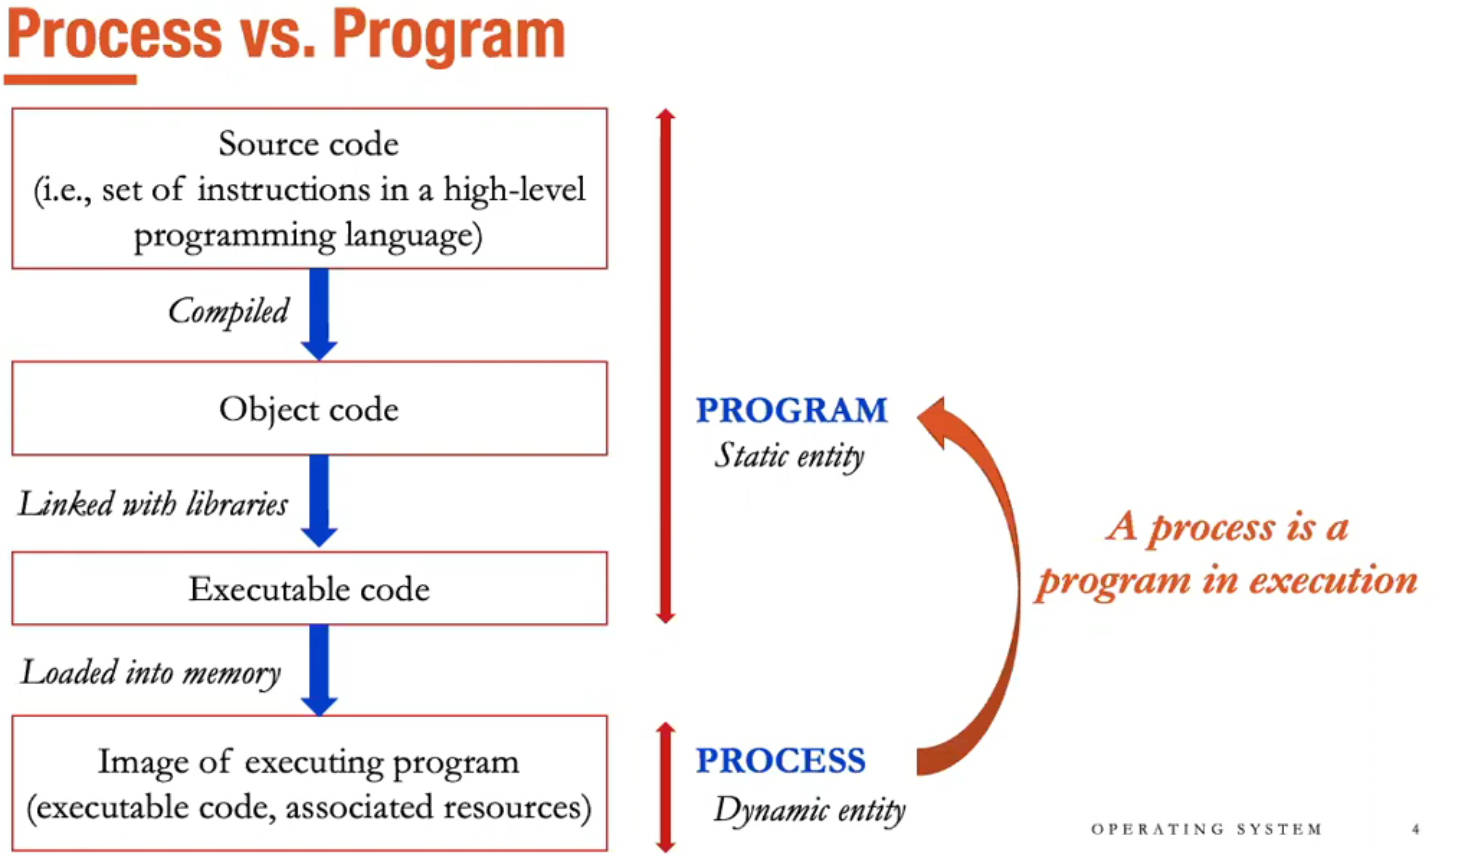 Process vs. Program
Source code
(i.e., set of instructions in a high-level
programming language)
Compiled
Object code
Linked with libraries
Executable code
Loaded into memory
Image of executing program
(executable code, associated resources)
PROGRAM
Static entity
PROCESS
Dynamic entity
A process is a
program in execution
OPERATING SYSTEM
4